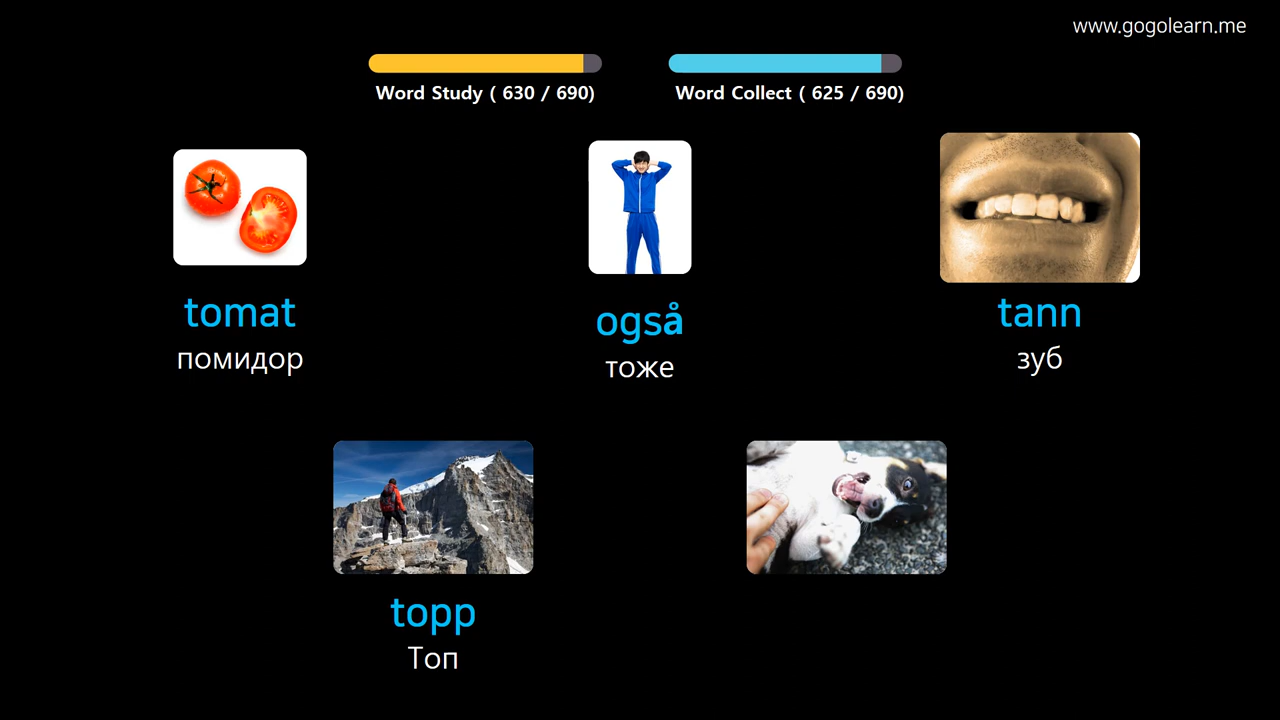 www.gogolearn.me
Word Study ( 630 / 690)
Word Collect ( 625 / 690)
tomat
помидор
også
тоже
tann
зуб
topp
Топ